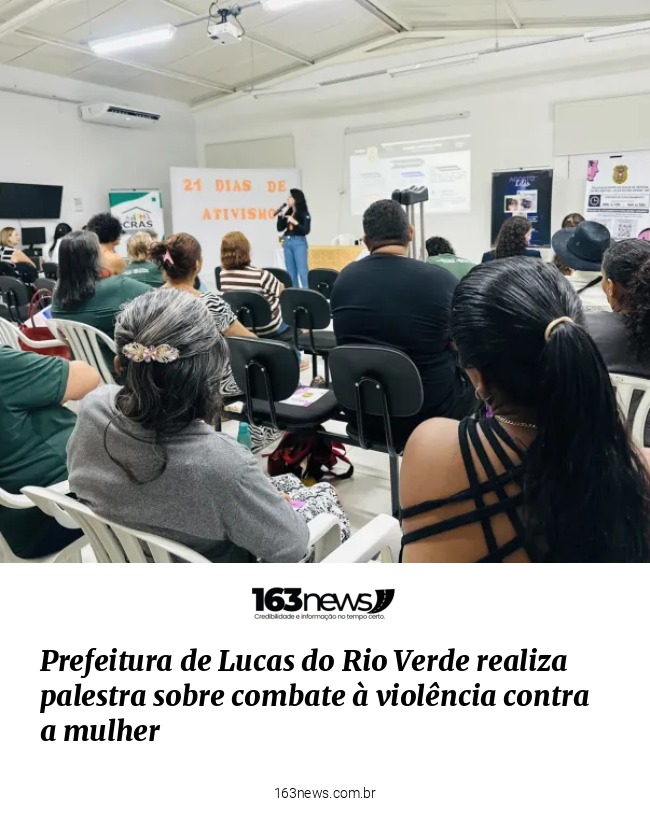 21 DIAS DE
ATIVISMO
CRAS
163news
Credibilidade e informação no tempo certo.
Prefeitura de Lucas do Rio Verde realiza
palestra sobre combate à violência contra
a mulher
163news.com.br